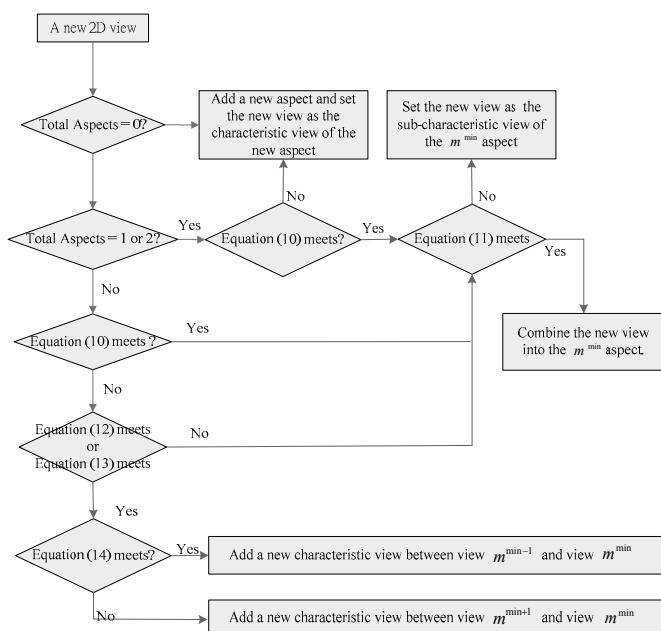 A new 2D view
Total Aspects = 0?
Add a new aspect and set
the new view as the
characteristic view of the
new aspect
Set the new view as the
sub-characteristic view of
the m^min aspect
No
No
Total Aspects = 1 or 2?
Yes
Equation (10) meets?
Yes
Equation (11) meets
Yes
No
Combine the new view
into the m^min aspect.
Equation (10) meets ?
Yes
No
Equation (12) meets
or
Equation (13) meets
No
Yes
Equation (14) meets?
Yes
Add a new characteristic view between view m^min−1 and view m^min
No
Add a new characteristic view between view m^min+1 and view m^min